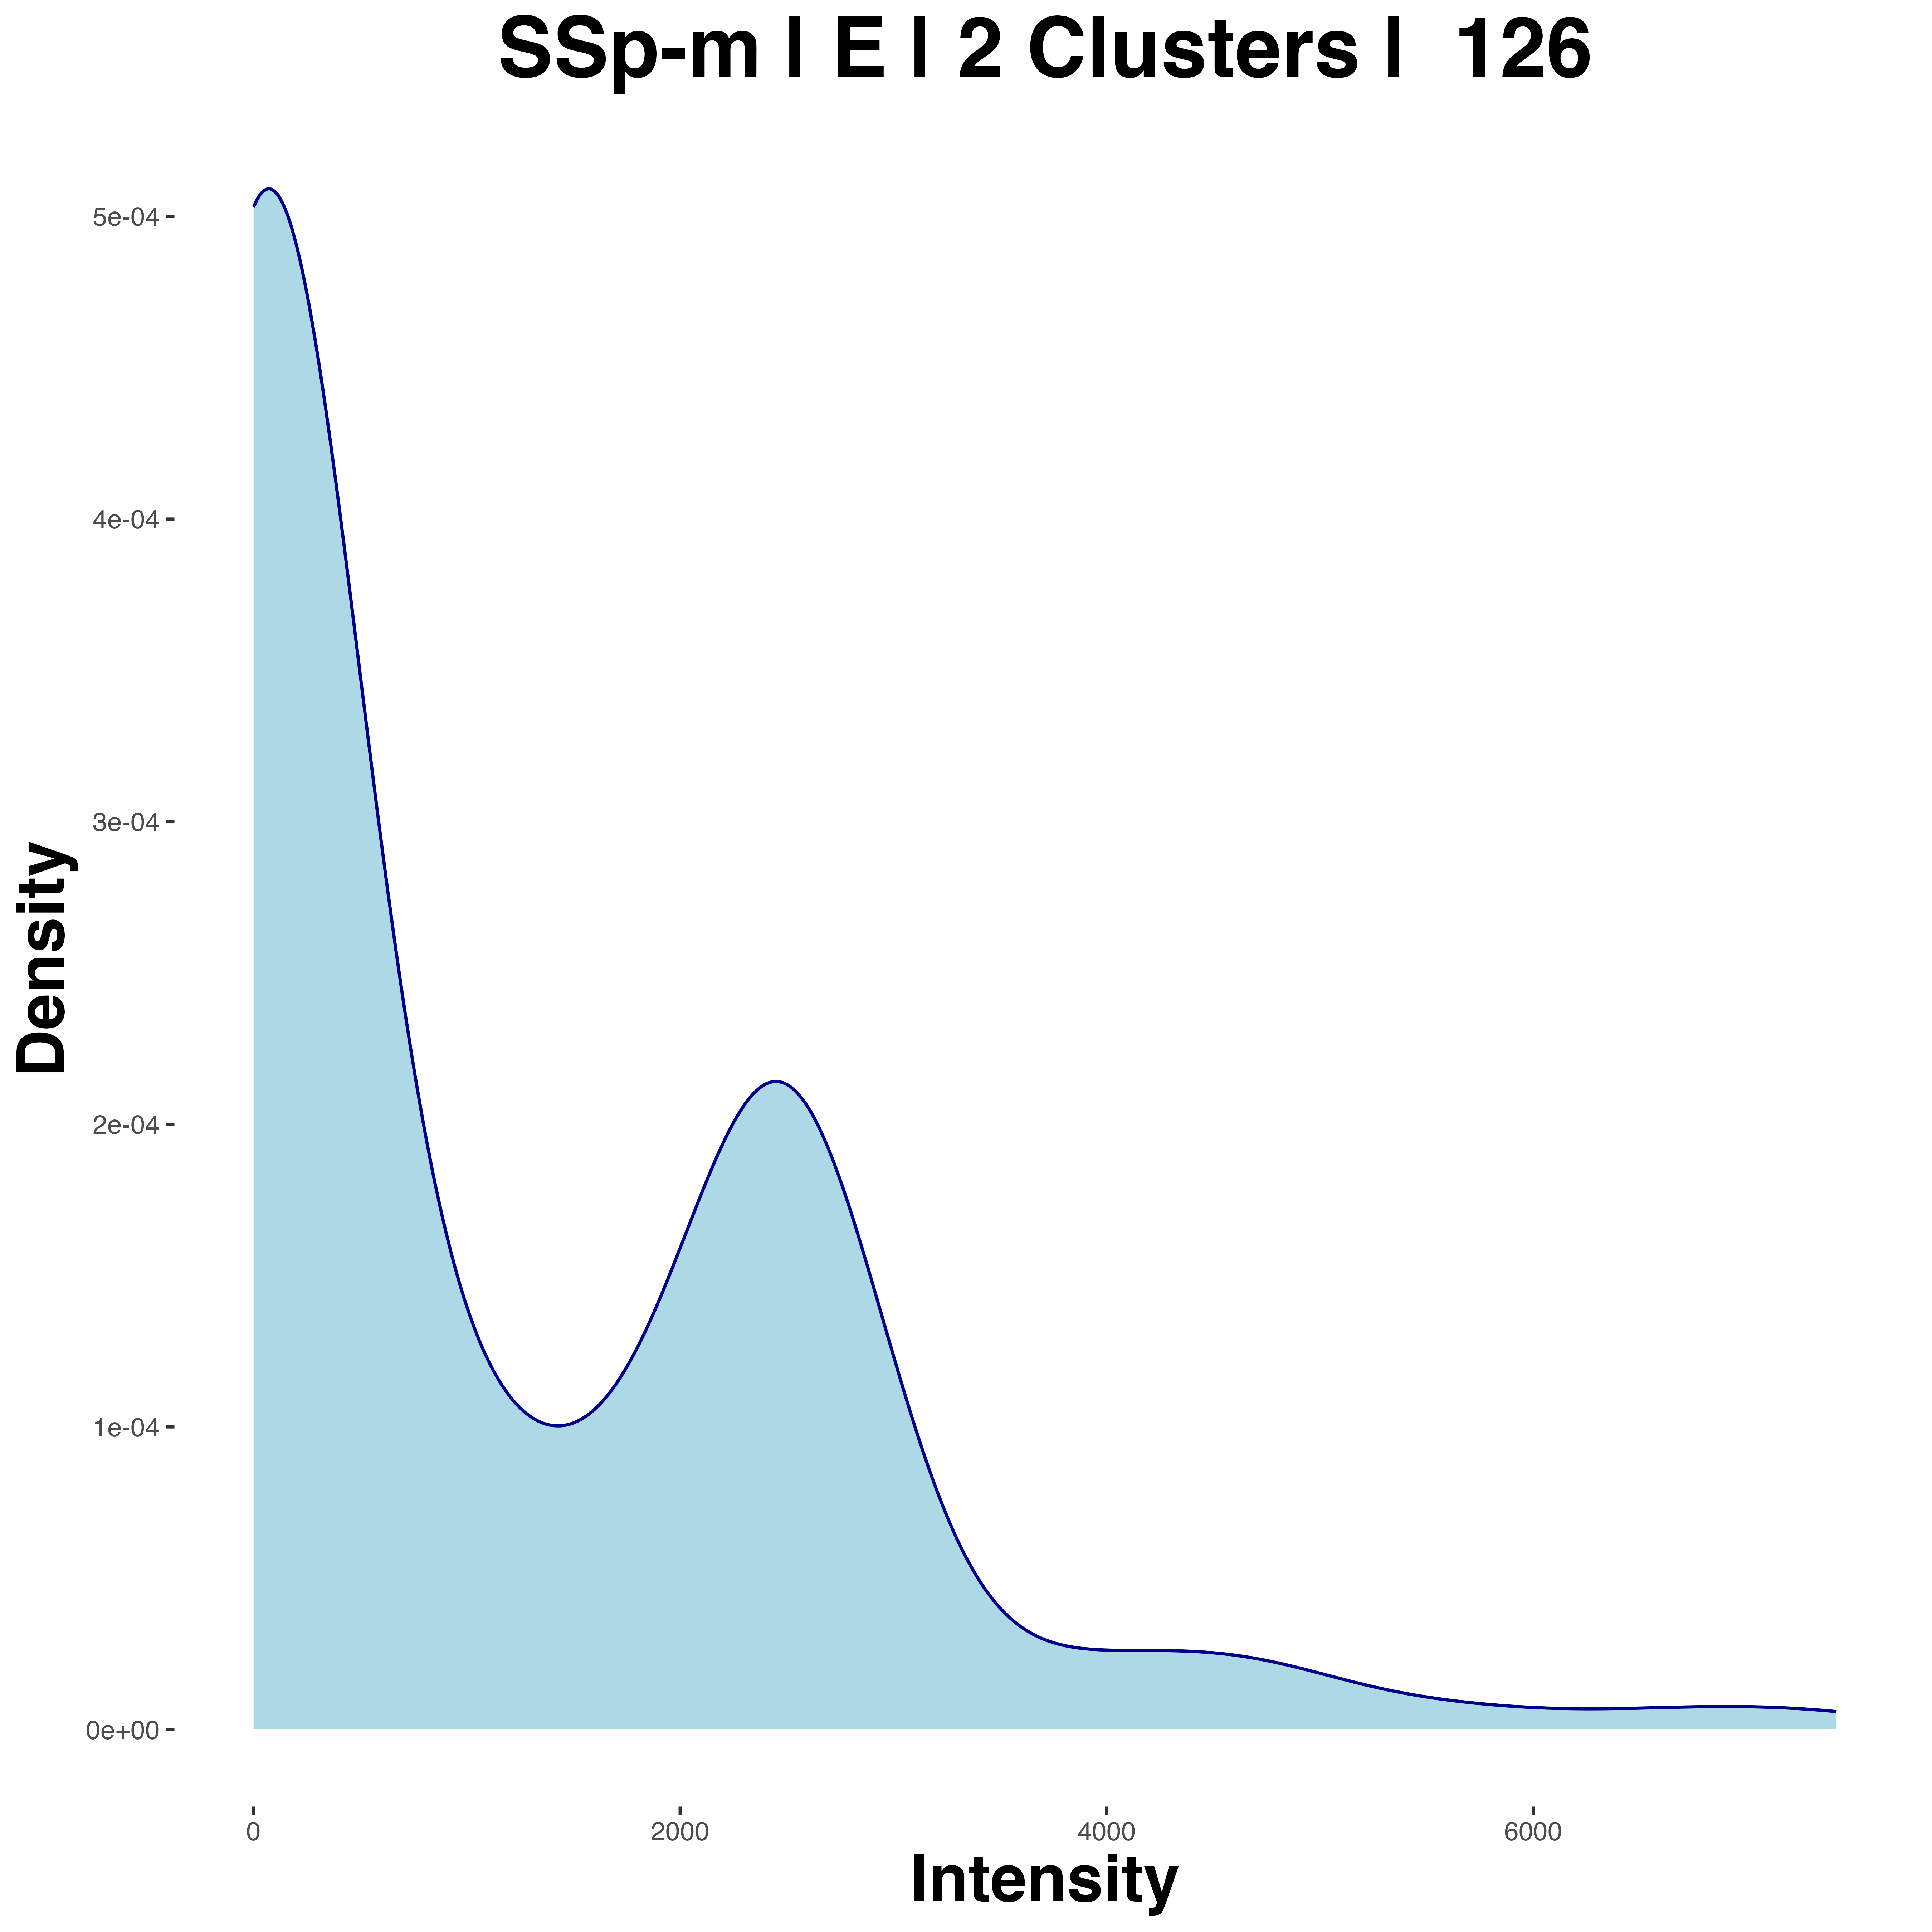 SSp-m | E | 2 Clusters |  126
Density
5e-04
4e-04
3e-04
2e-04
1e-04
0e+00
0 2000 4000 6000
Intensity